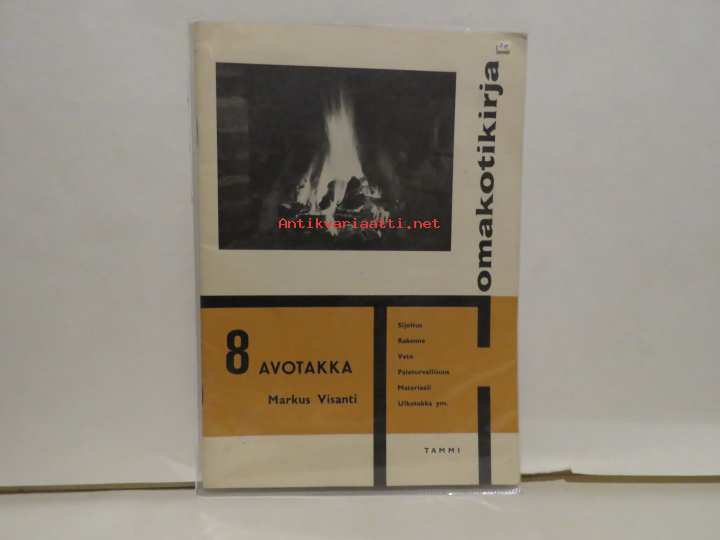 omakotikirja
Antikvariaatti.net
8 AVOTAKKA
Markus Visanti
Sijoitus
Rakenne
Veto
Paloturvallisuus
Materiaali
Ulkotakka ym.
TAMMI